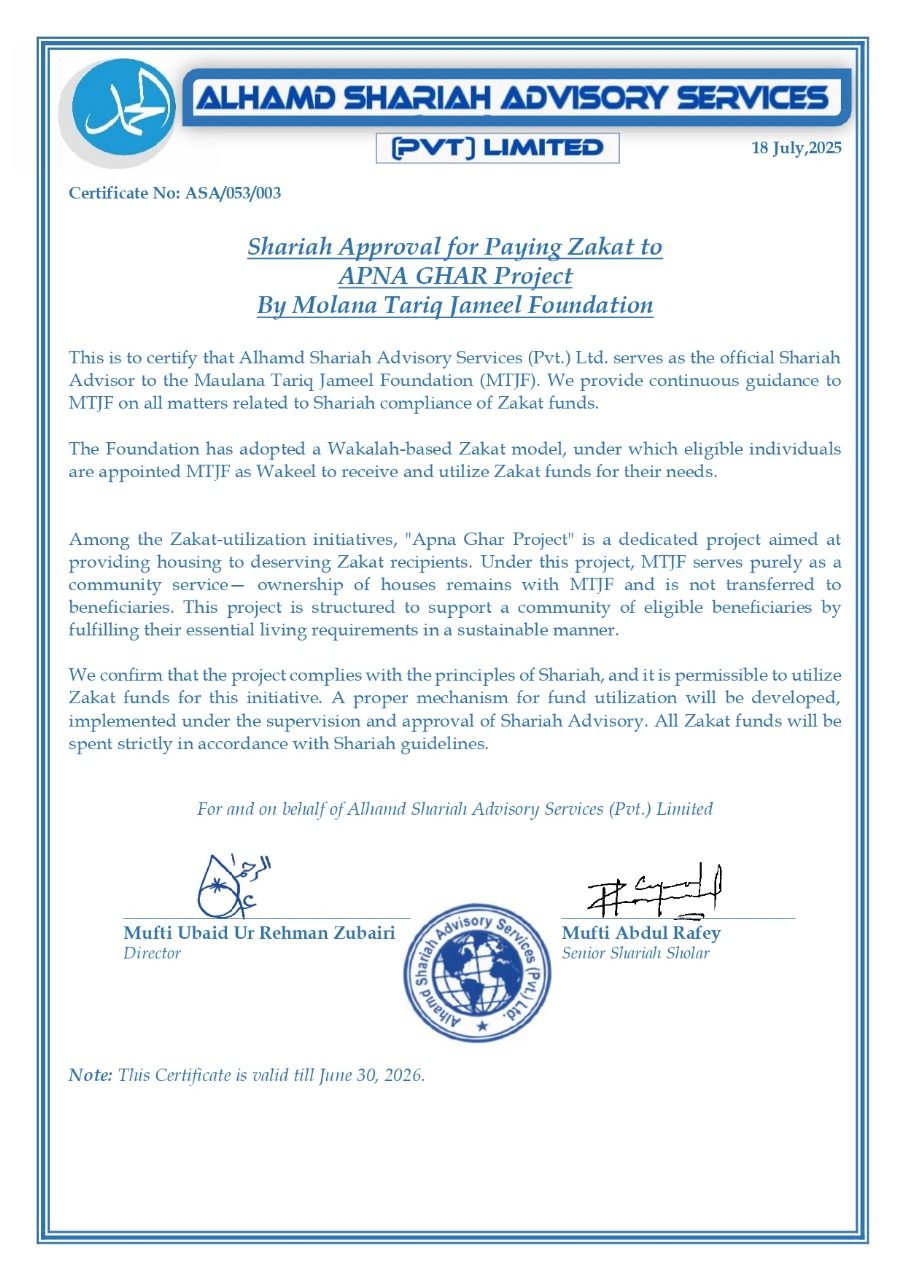 الحمد
ALHAMD SHARIAH ADVISORY SERVICES
(PVT) LIMITED
18 July,2025
Certificate No: ASA/053/003
Shariah Approval for Paying Zakat to
APNA GHAR Project
By Molana Tariq Jameel Foundation
This is to certify that Alhamd Shariah Advisory Services (Pvt.) Ltd. serves as the official Shariah
Advisor to the Maulana Tariq Jameel Foundation (MTJF). We provide continuous guidance to
MTJF on all matters related to Shariah compliance of Zakat funds.
The Foundation has adopted a Wakalah-based Zakat model, under which eligible individuals
are appointed MTJF as Wakeel to receive and utilize Zakat funds for their needs.
Among the Zakat-utilization initiatives, "Apna Ghar Project" is a dedicated project aimed at
providing housing to deserving Zakat recipients. Under this project, MTJF serves purely as a
community service— ownership of houses remains with MTJF and is not transferred to
beneficiaries. This project is structured to support a community of eligible beneficiaries by
fulfilling their essential living requirements in a sustainable manner.
We confirm that the project complies with the principles of Shariah, and it is permissible to utilize
Zakat funds for this initiative. A proper mechanism for fund utilization will be developed,
implemented under the supervision and approval of Shariah Advisory. All Zakat funds will be
spent strictly in accordance with Shariah guidelines.
For and on behalf of Alhamd Shariah Advisory Services (Pvt.) Limited
Mufti Ubaid Ur Rehman Zubairi
Director
Mufti Abdul Rafey
Senior Shariah Sholar
Alhamd Shariah Advisory Services (Pvt.) Ltd.
Note: This Certificate is valid till June 30, 2026.